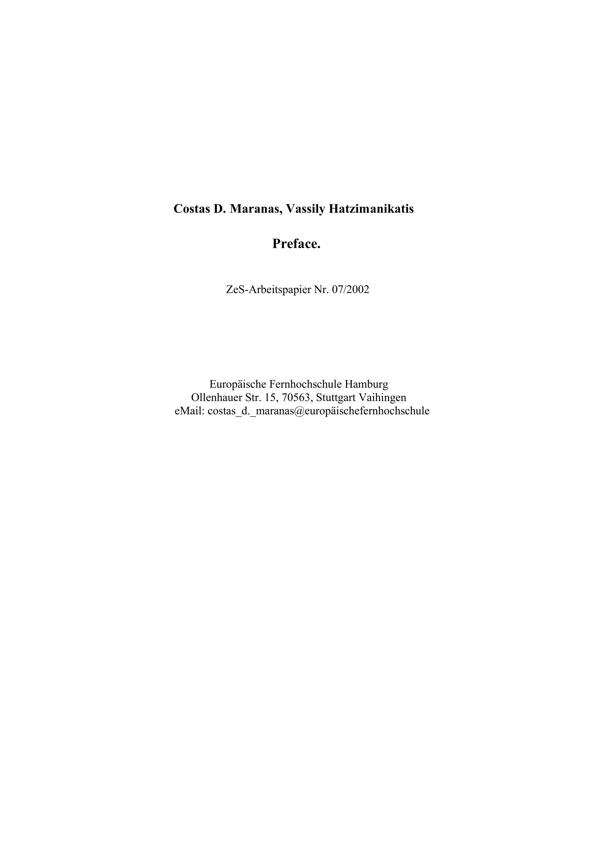 Costas D. Maranas, Vassily Hatzimanikatis
Preface.
ZeS-Arbeitspapier Nr. 07/2002
Europäische Fernhochschule Hamburg
Ollenhauer Str. 15, 70563, Stuttgart Vaihingen
eMail: costas_d._maranas@europäischefernhochschule